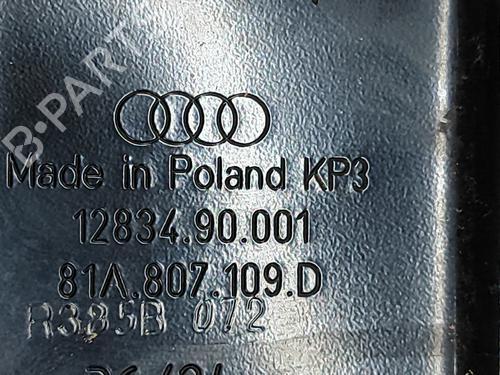 B-PARTS
Made in Poland KP3
12834.90.001
81A.807.109.D
R385B 072